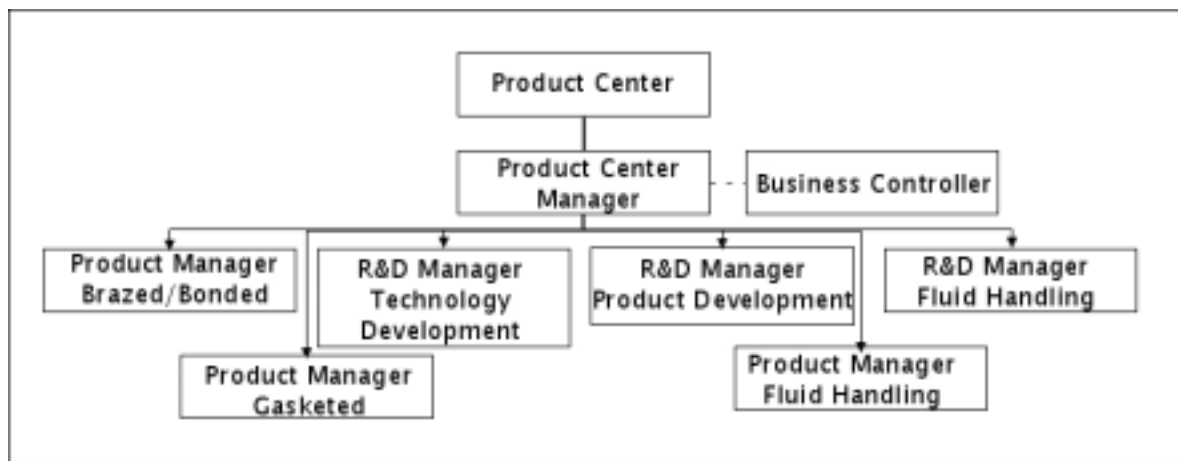 Product Center
Product Center
Manager
Business Controller
Product Manager
Brazed/Bonded
R&D Manager
Technology
Development
R&D Manager
Product Development
R&D Manager
Fluid Handling
Product Manager
Gasketed
Product Manager
Fluid Handling